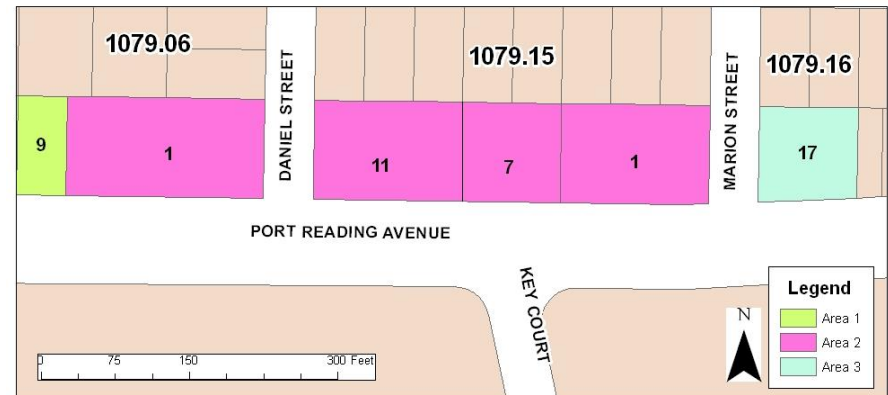 1079.06
DANIEL STREET
1079.15
MARION STREET
1079.16
9
1
11
7
1
17
PORT READING AVENUE
KEY COURT
0 75 150 300 Feet
N
Legend
Area 1
Area 2
Area 3